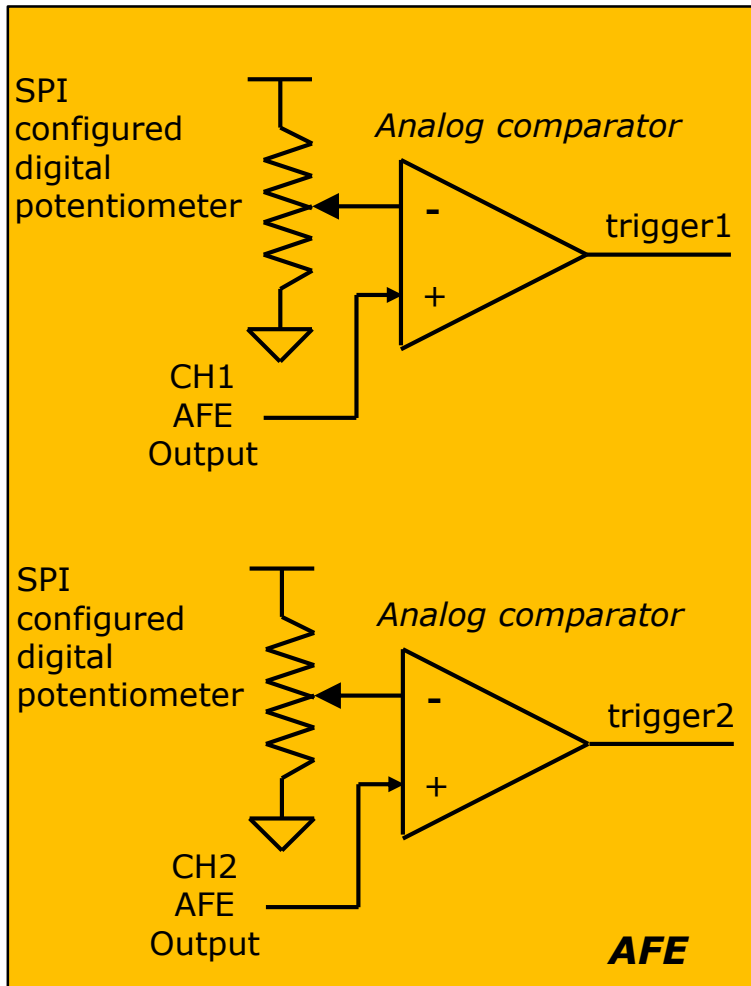 SPI
configured
digital
potentiometer
Analog comparator
-
+
trigger1
CH1
AFE
Output
SPI
configured
digital
potentiometer
Analog comparator
-
+
trigger2
CH2
AFE
Output
AFE